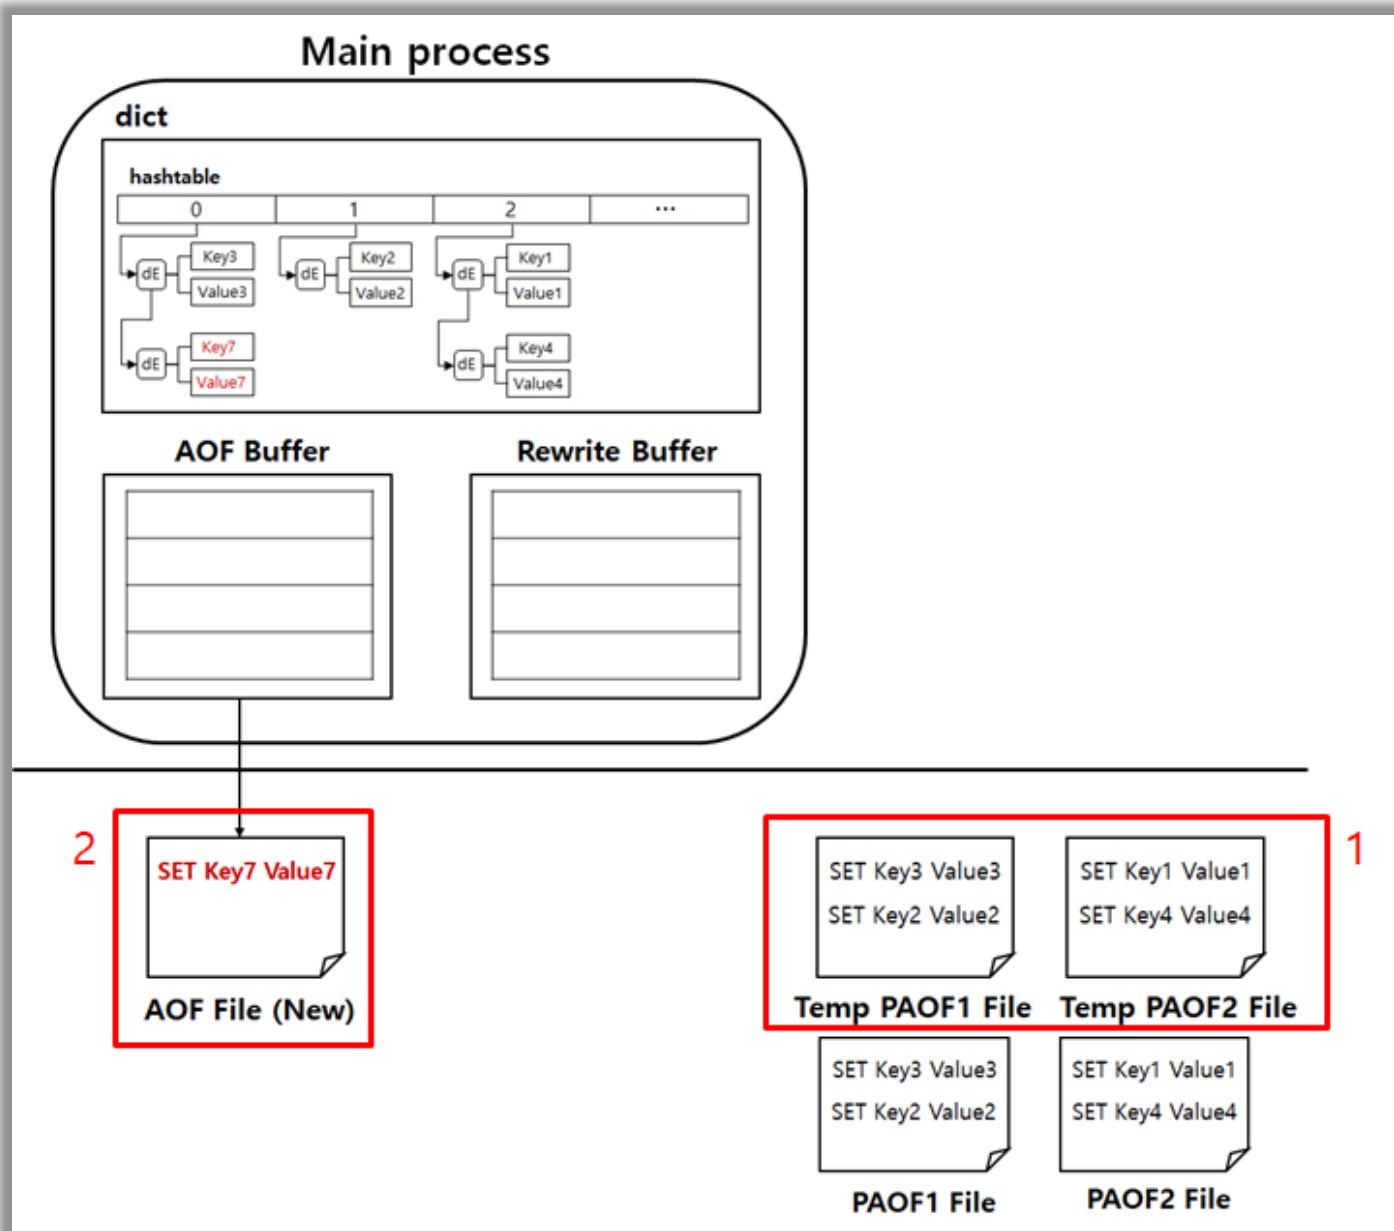 Main process
dict
hashtable
0 1 2 ...
Key3 Key2 Key1
dE dE dE
Value3 Value2 Value1
Key7 Key4
dE dE
Value7 Value4
AOF Buffer Rewrite Buffer
2 1
SET Key7 Value7
AOF File (New)
SET Key3 Value3
SET Key2 Value2
Temp PAOF1 File
SET Key1 Value1
SET Key4 Value4
Temp PAOF2 File
SET Key3 Value3
SET Key2 Value2
PAOF1 File
SET Key1 Value1
SET Key4 Value4
PAOF2 File